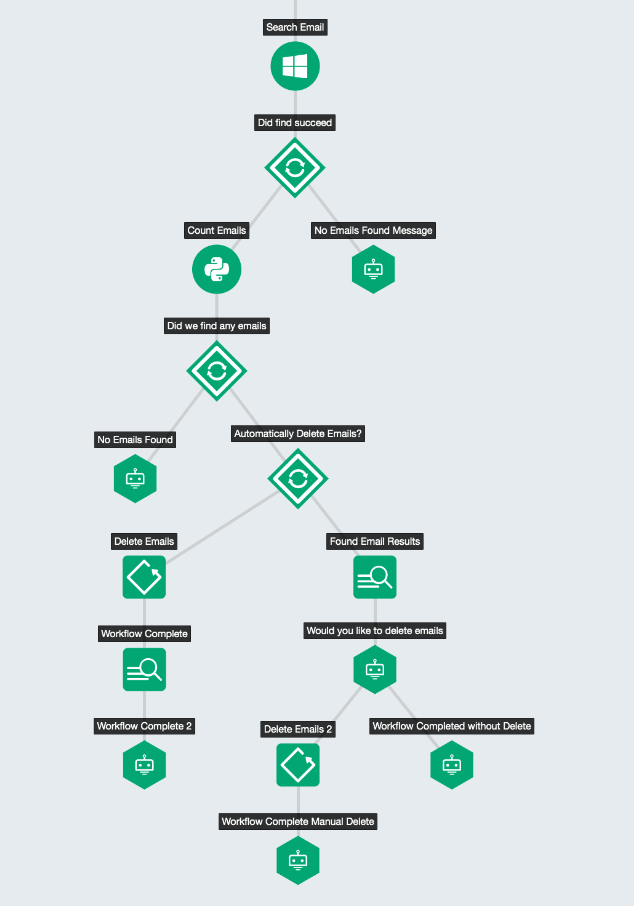 Search Email
Did find succeed
Count Emails
No Emails Found Message
Did we find any emails
No Emails Found
Automatically Delete Emails?
Delete Emails
Found Email Results
Workflow Complete
Would you like to delete emails
Workflow Complete 2
Delete Emails 2
Workflow Completed without Delete
Workflow Complete Manual Delete